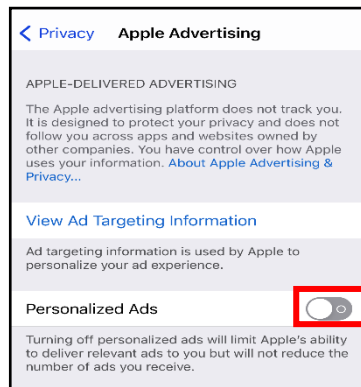 Privacy Apple Advertising
APPLE-DELIVERED ADVERTISING
The Apple advertising platform does not track you.
It is designed to protect your privacy and does not
follow you across apps and websites owned by
other companies. You have control over how Apple
uses your information. About Apple Advertising &
Privacy...
View Ad Targeting Information
Ad targeting information is used by Apple to
personalize your ad experience.
Personalized Ads
Turning off personalized ads will limit Apple's ability
to deliver relevant ads to you but will not reduce the
number of ads you receive.